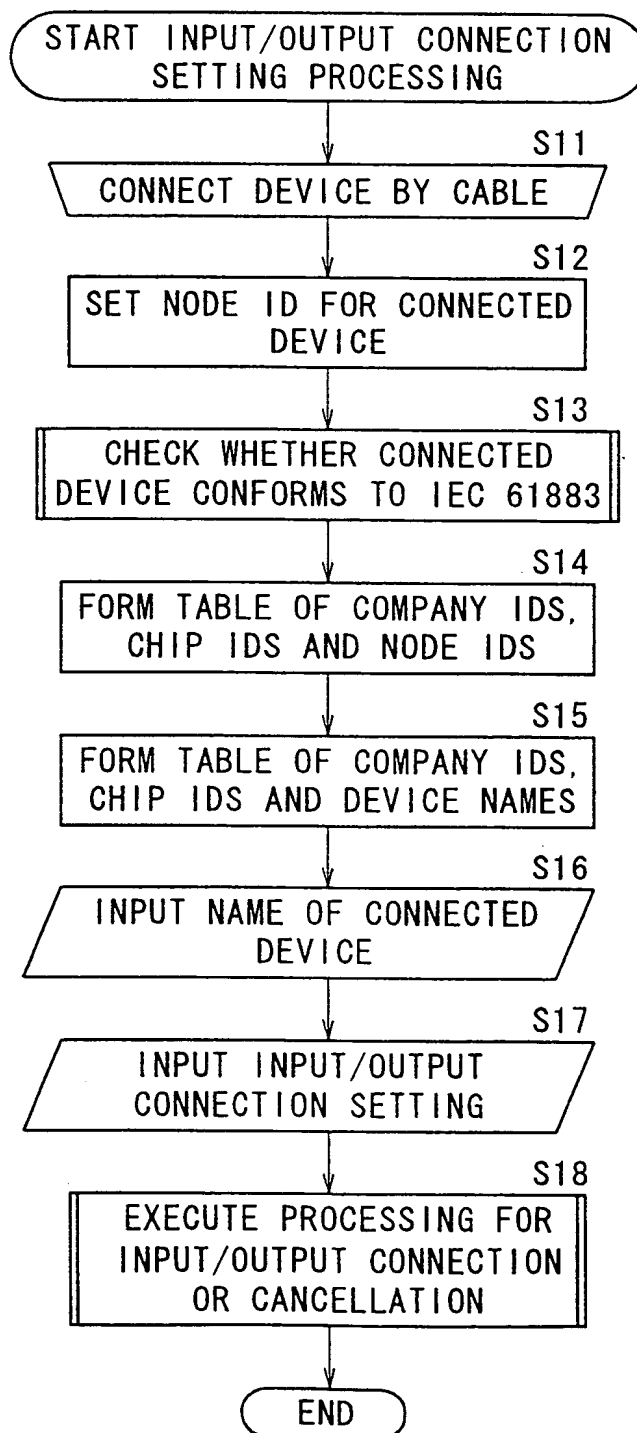 START INPUT/OUTPUT CONNECTION
SETTING PROCESSING
S11
CONNECT DEVICE BY CABLE
S12
SET NODE ID FOR CONNECTED
DEVICE
S13
CHECK WHETHER CONNECTED
DEVICE CONFORMS TO IEC 61883
S14
FORM TABLE OF COMPANY IDS,
CHIP IDS AND NODE IDS
S15
FORM TABLE OF COMPANY IDS,
CHIP IDS AND DEVICE NAMES
S16
INPUT NAME OF CONNECTED
DEVICE
S17
INPUT INPUT/OUTPUT
CONNECTION SETTING
S18
EXECUTE PROCESSING FOR
INPUT/OUTPUT CONNECTION
OR CANCELLATION
END